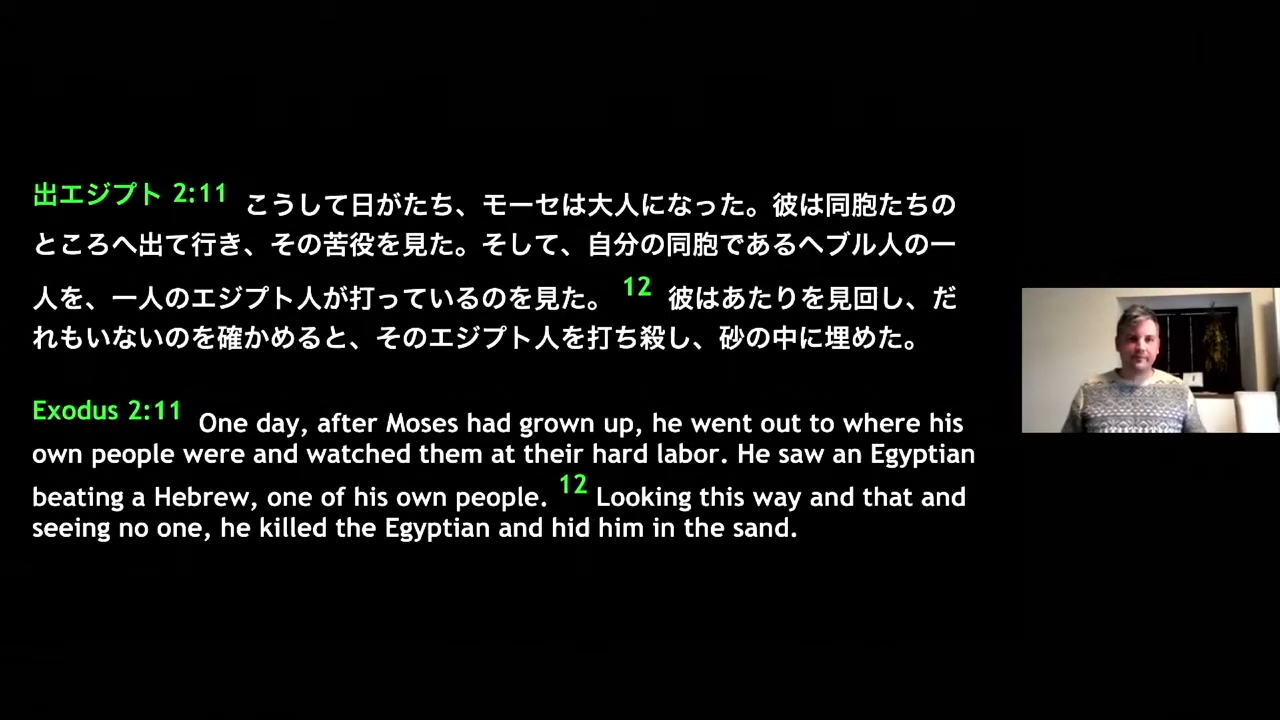 出エジプト 2:11 こうして日がたち、モーセは大人になった。彼は同胞たちの
ところへ出て行き、その苦役を見た。そして、自分の同胞であるヘブル人の一
人を、一人のエジプト人が打っているのを見た。 12 彼はあたりを見回し、だ
れもいないのを確かめると、そのエジプト人を打ち殺し、砂の中に埋めた。
Exodus 2:11 One day, after Moses had grown up, he went out to where his
own people were and watched them at their hard labor. He saw an Egyptian
beating a Hebrew, one of his own people. 12 Looking this way and that and
seeing no one, he killed the Egyptian and hid him in the sand.